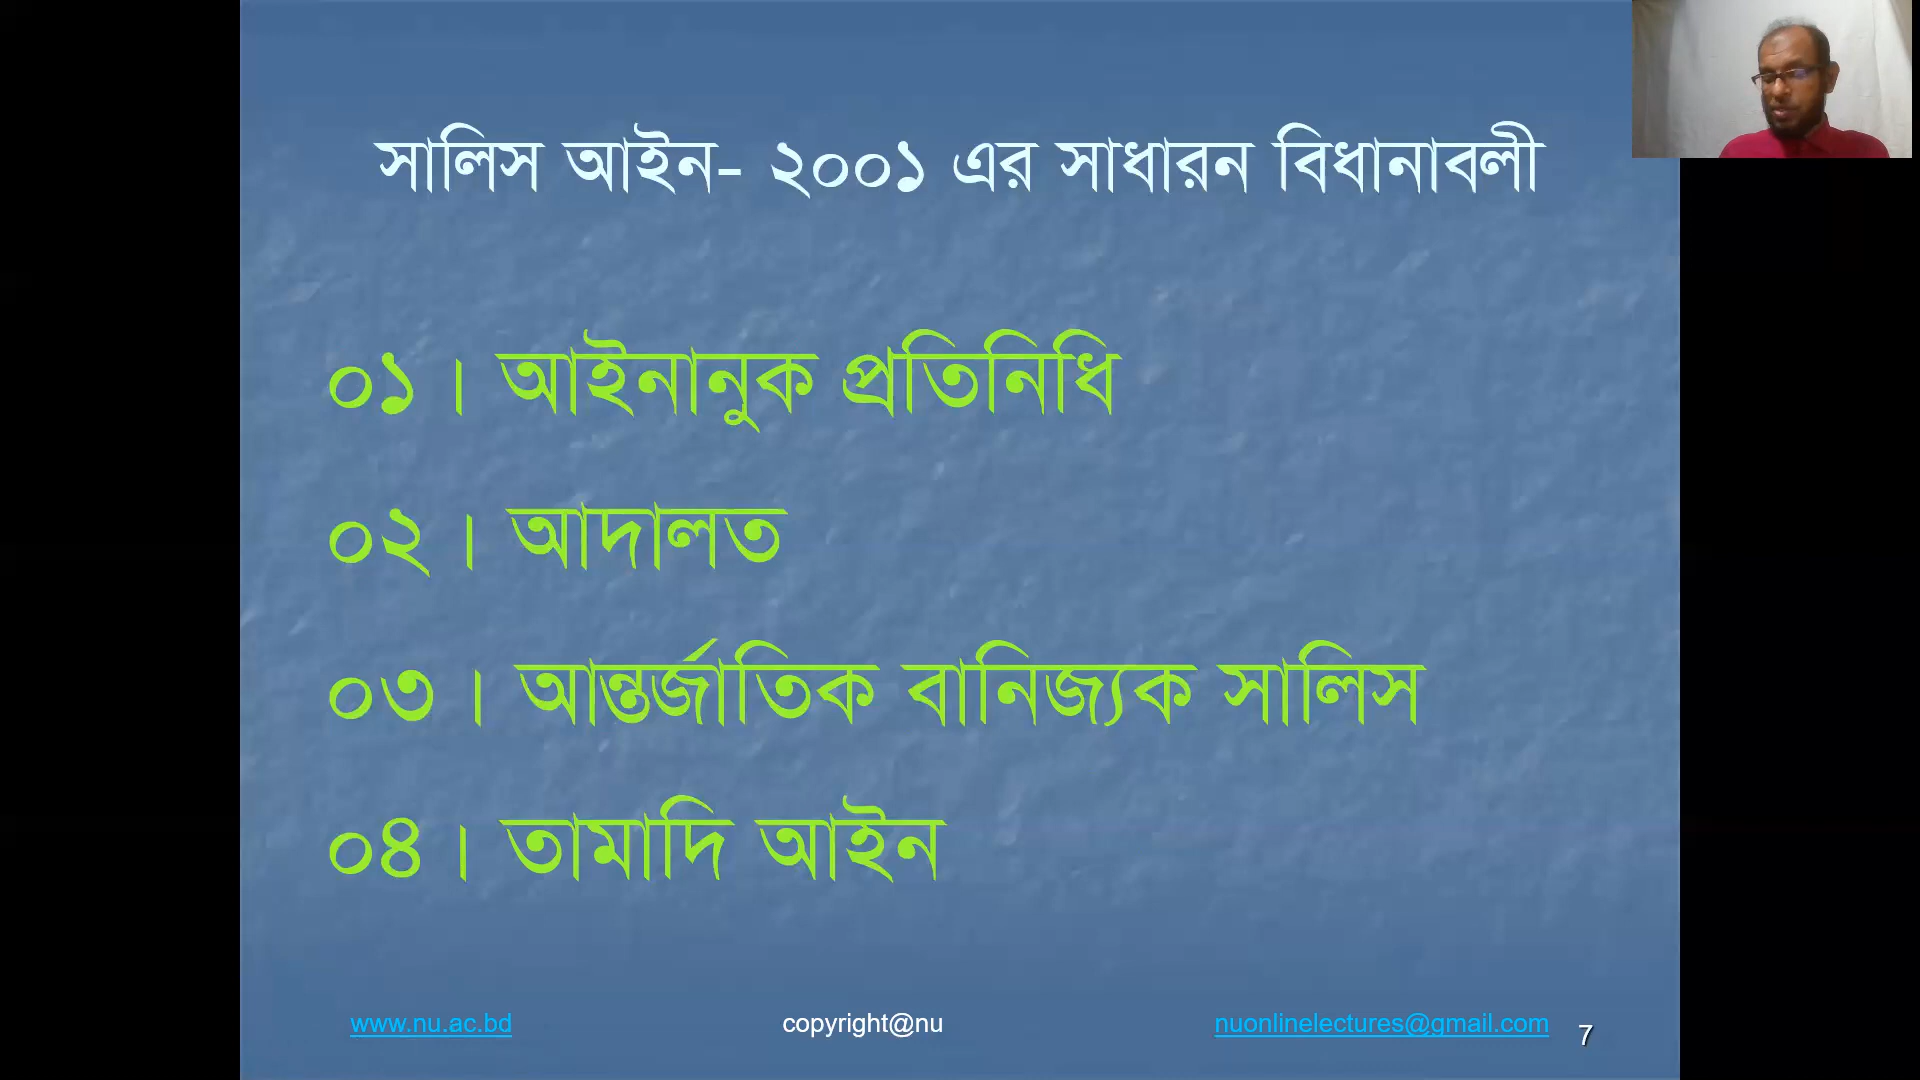 সালিস আইন- ২০০১ এর সাধারন বিধানাবলী
০১। আইনানুক প্রতিনিধি
০২। আদালত
০৩। আন্তর্জাতিক বানিজ্যক সালিস
০৪। তামাদি আইন
www.nu.ac.bd copyright@nu nuonlinelectures@gmail.com 7